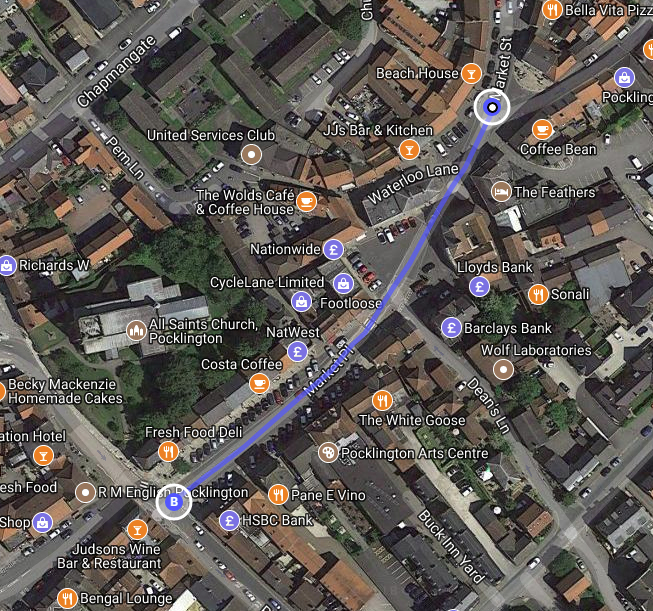 Bella Vita Pizz
Market St
Chapmangate
Beach House
Pockling
JJs Bar & Kitchen
United Services Club
Coffee Bean
Pem Ln
Waterloo Lane
The Feathers
The Wolds Café
& Coffee House
Nationwide
£
Richards W
Lloyds Bank
£
CycleLane Limited
Footloose
Sonali
All Saints Church,
Pocklington
NatWest
£
£
Barclays Bank
Wolf Laboratories
Costa Coffee
Market Pl
Becky Mackenzie
Homemade Cakes
Dean's Ln
The White Goose
ation Hotel
Fresh Food Deli
Pocklington Arts Centre
esh Food
R M English Pocklington
B
Pane E Vino
Shop
£
HSBC Bank
Buck Inn Yard
Judsons Wine
Bar & Restaurant
Bengal Lounge